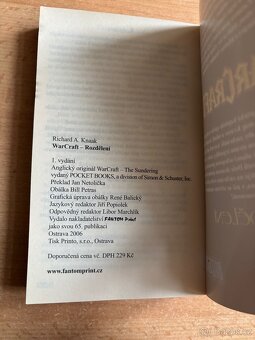 Richard A. Knaak
WarCraft – Rozdělení
1. vydání
Anglický originál WarCraft – The Sundering
vydaný POCKET BOOKS, a division of Simon & Schuster, Inc.
Překlad Jan Netolička
Obálka Bill Petras
Grafická úprava obálky René Balický
Jazykový redaktor Jiří Popiolek
Odpovědný redaktor Libor Marchlík
Vydalo nakladatelství FANTOM Print
jako svou 65. publikaci
Ostrava 2006
Tisk Printo, s.r.o., Ostrava
Doporučená cena vč. DPH 229 Kč
www.fantomprint.cz